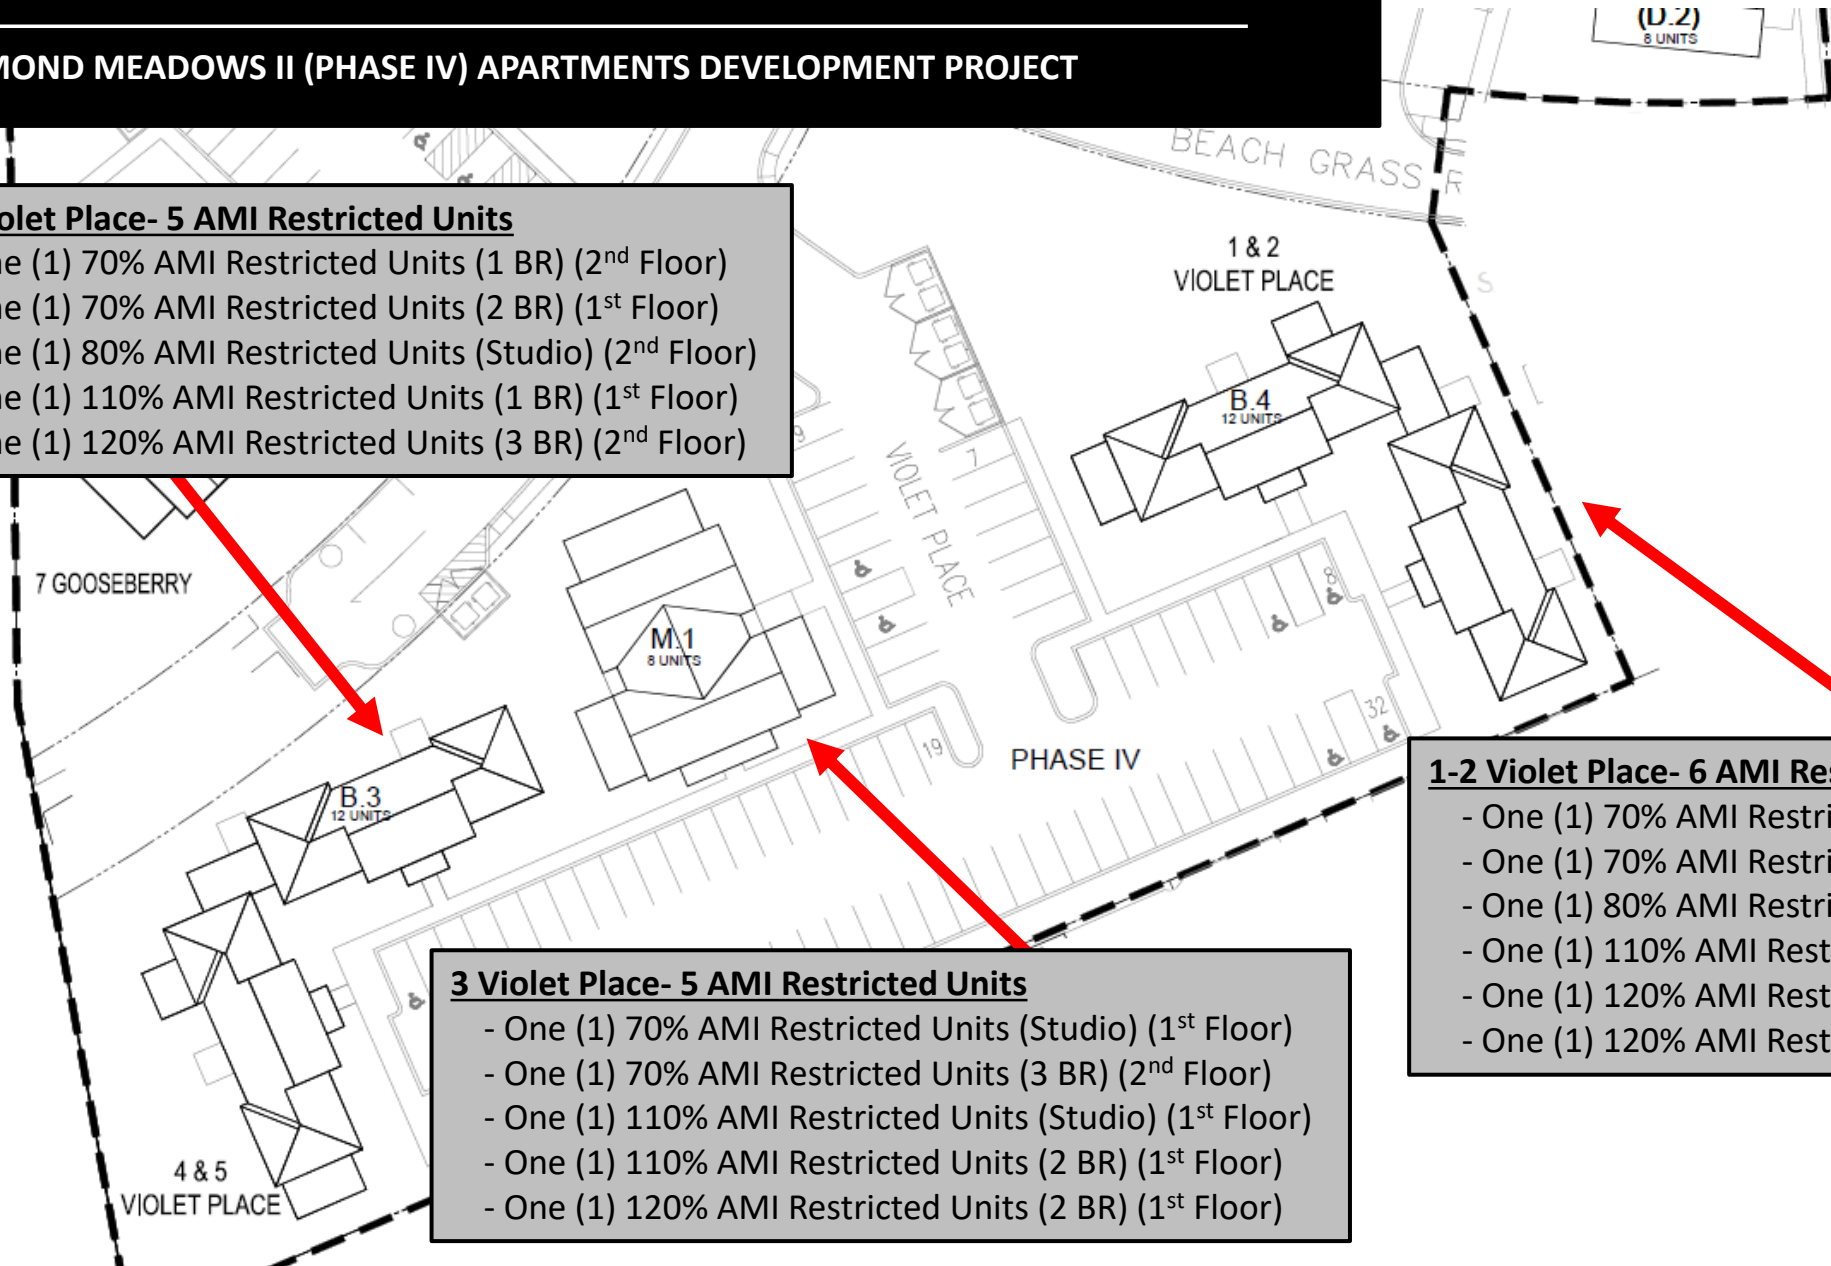 (D.2)
8 UNITS
MOND MEADOWS II (PHASE IV) APARTMENTS DEVELOPMENT PROJECT
BEACH GRASS R
olet Place- 5 AMI Restricted Units
ne (1) 70% AMI Restricted Units (1 BR) (2nd Floor)
ne (1) 70% AMI Restricted Units (2 BR) (1st Floor)
ne (1) 80% AMI Restricted Units (Studio) (2nd Floor)
ne (1) 110% AMI Restricted Units (1 BR) (1st Floor)
ne (1) 120% AMI Restricted Units (3 BR) (2nd Floor)
1 & 2
VIOLET PLACE
S
B.4
12 UNITS
9
7
VIOLET PLACE
7 GOOSEBERRY
8
M.1
8 UNITS
32
19
PHASE IV
B.3
12 UNITS
1-2 Violet Place- 6 AMI Res
- One (1) 70% AMI Restri
- One (1) 70% AMI Restri
- One (1) 80% AMI Restri
- One (1) 110% AMI Rest
- One (1) 120% AMI Rest
- One (1) 120% AMI Rest
3 Violet Place- 5 AMI Restricted Units
- One (1) 70% AMI Restricted Units (Studio) (1st Floor)
- One (1) 70% AMI Restricted Units (3 BR) (2nd Floor)
- One (1) 110% AMI Restricted Units (Studio) (1st Floor)
- One (1) 110% AMI Restricted Units (2 BR) (1st Floor)
- One (1) 120% AMI Restricted Units (2 BR) (1st Floor)
4 & 5
VIOLET PLACE